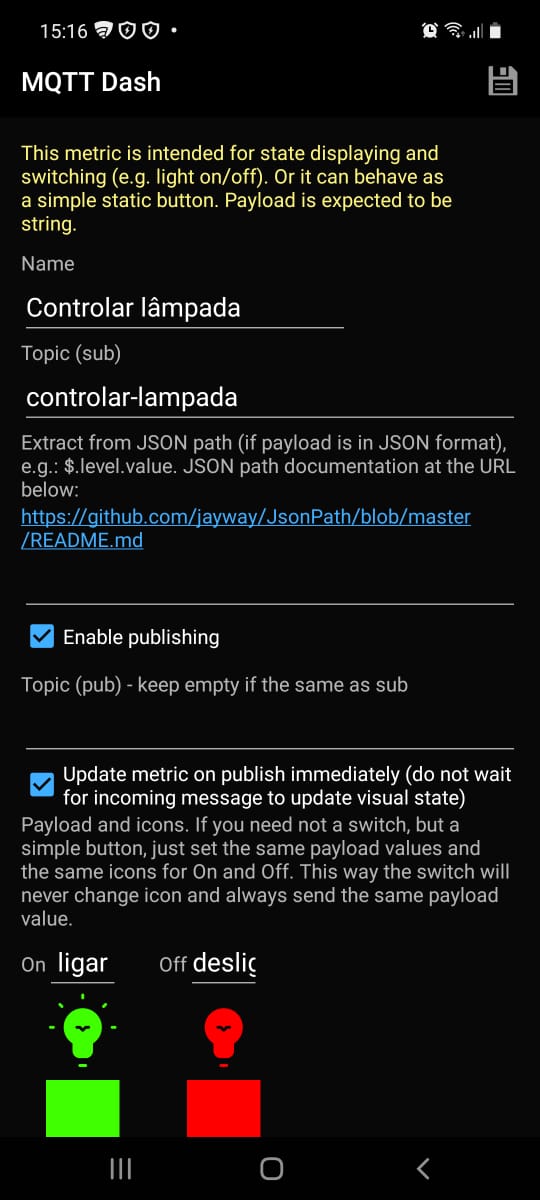 15:16
MQTT Dash
This metric is intended for state displaying and
switching (e.g. light on/off). Or it can behave as
a simple static button. Payload is expected to be
string.
Name
Controlar lâmpada
Topic (sub)
controlar-lampada
Extract from JSON path (if payload is in JSON format),
e.g.: $.level.value. JSON path documentation at the URL
below:
https://github.com/jayway/JsonPath/blob/master
/README.md
Enable publishing
Topic (pub) - keep empty if the same as sub
Update metric on publish immediately (do not wait
for incoming message to update visual state)
Payload and icons. If you need not a switch, but a
simple button, just set the same payload values and
the same icons for On and Off. This way the switch will
never change icon and always send the same payload
value.
On ligar Off